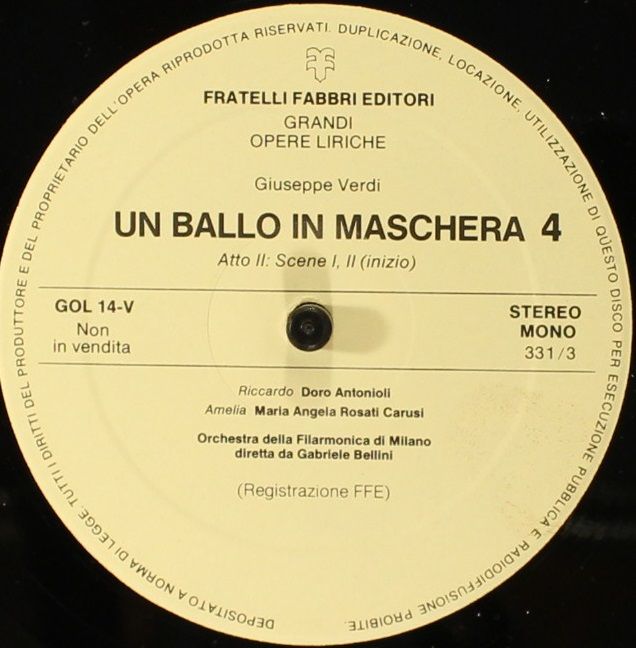 DEPOSITATO A NORMA DI LEGGE TUTTI I DIRITTI DEL PRODUTTORE E DEL PROPRIETARIO DELL'OPERA RIPRODOTTA RISERVATI. DUPLICAZIONE, LOCAZIONE, UTILIZZAZIONE DI QUESTO DISCO PER ESECUZIONE PUBBLICA E RADIODIFFUSIONE PROIBITE.
FRATELLI FABBRI EDITORI
GRANDI
OPERE LIRICHE
Giuseppe Verdi
UN BALLO IN MASCHERA 4
Atto II: Scene I, II (inizio)
GOL 14-V
Non
in vendita
STEREO
MONO
331/3
Riccardo Doro Antonioli
Amelia Maria Angela Rosati Carusi
Orchestra della Filarmonica di Milano
diretta da Gabriele Bellini
(Registrazione FFE)